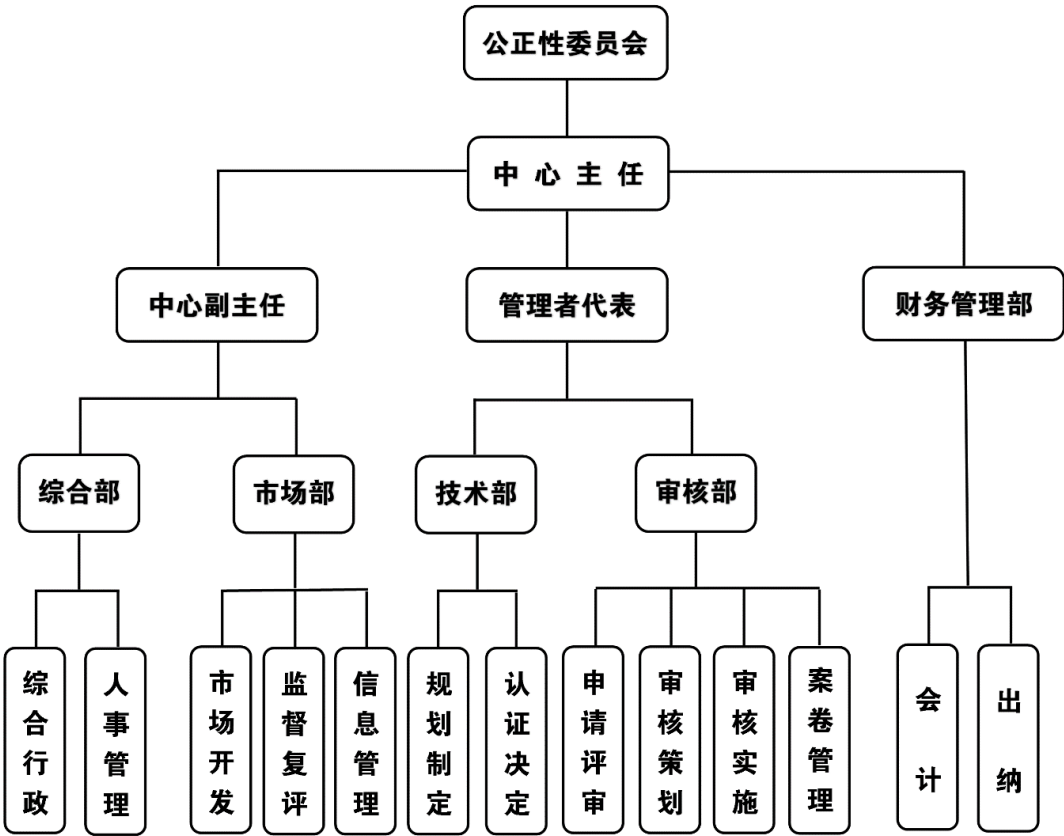 公正性委员会
中心主任
中心副主任
管理者代表
财务管理部
综合部
市场部
技术部
审核部
综合行政
人事管理
市场开发
监督复评
信息管理
规划制定
认证决定
申请评审
审核策划
审核实施
案卷管理
会计
出纳